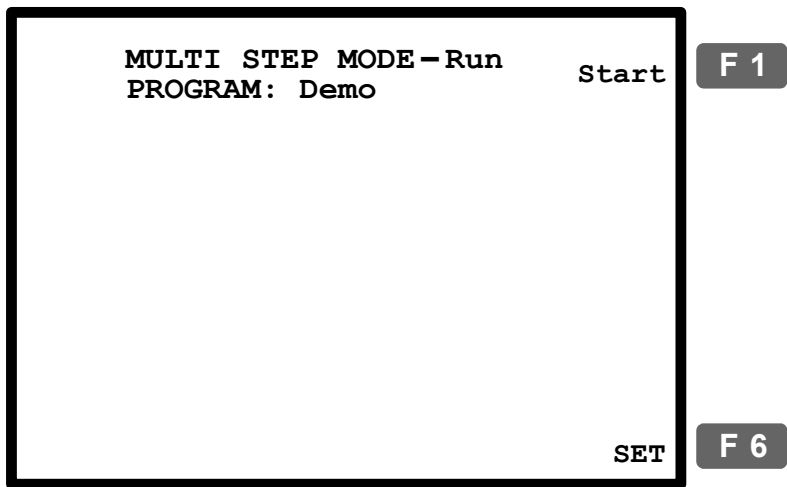 MULTI STEP MODE–Run
PROGRAM: Demo
Start
F 1
SET
F 6